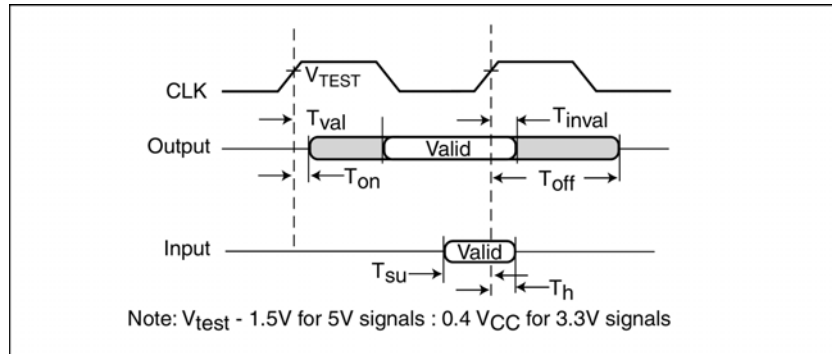 VTEST
CLK
Tval
Tinval
Output
Valid
Ton
Toff
Input
Valid
Tsu
Th
Note: Vtest - 1.5V for 5V signals : 0.4 VCC for 3.3V signals